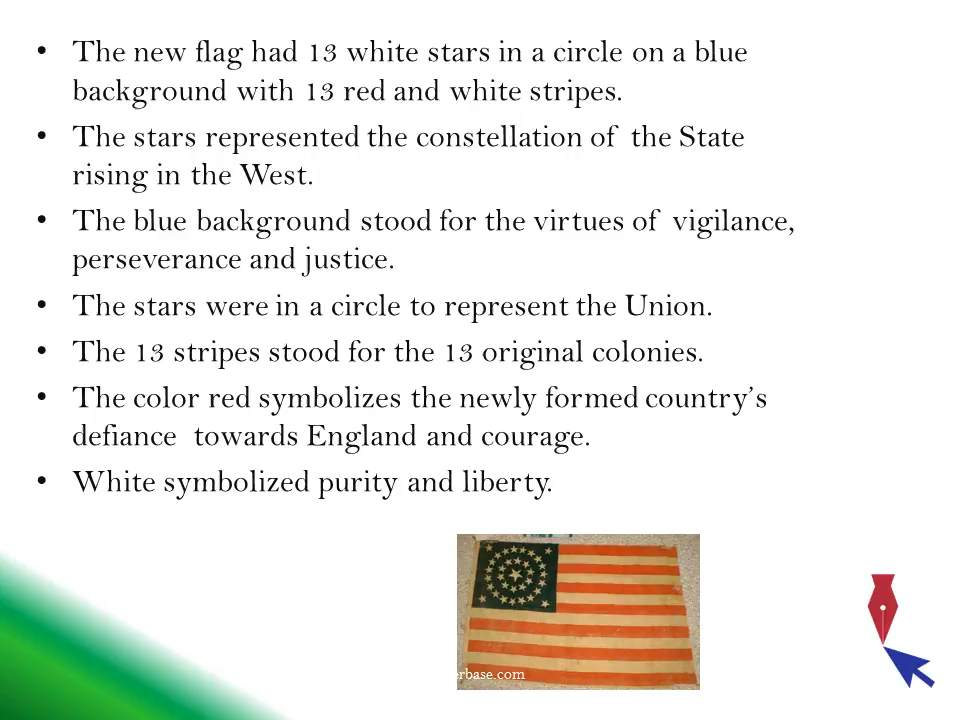 • The new flag had 13 white stars in a circle on a blue
background with 13 red and white stripes.
• The stars represented the constellation of the State
rising in the West.
• The blue background stood for the virtues of vigilance,
perseverance and justice.
• The stars were in a circle to represent the Union.
• The 13 stripes stood for the 13 original colonies.
• The color red symbolizes the newly formed country’s
defiance towards England and courage.
• White symbolized purity and liberty.
erbase.com